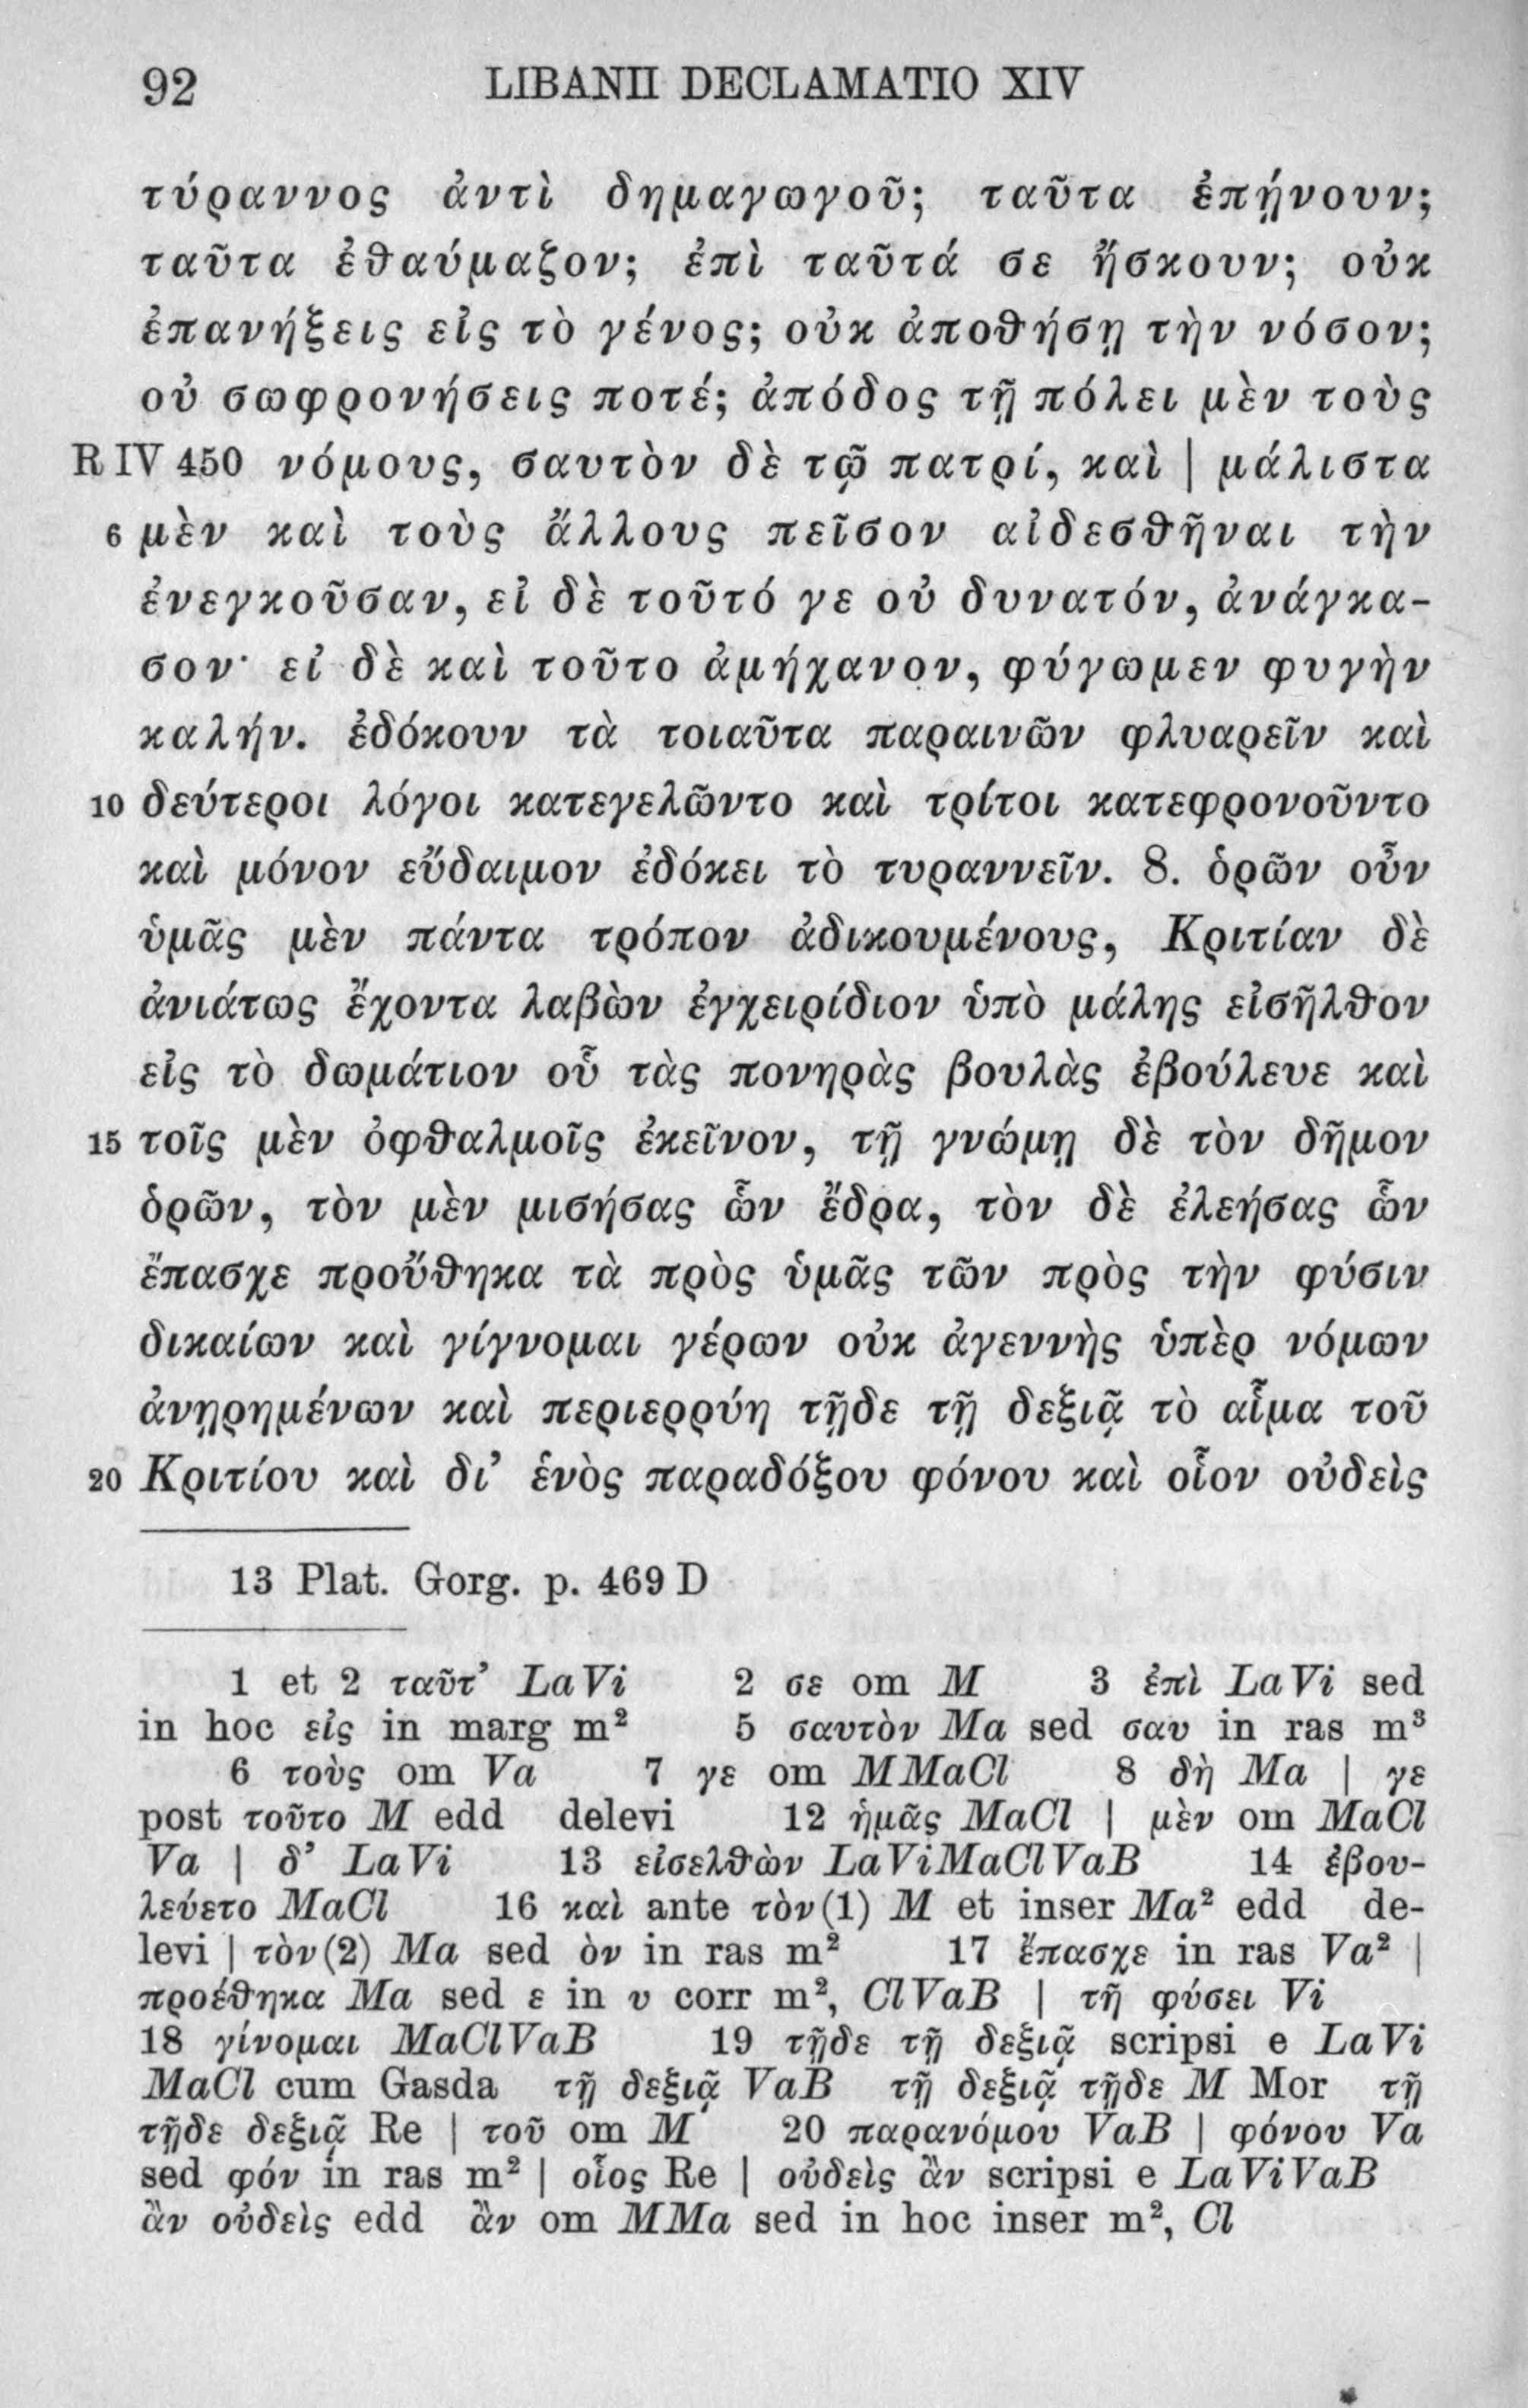 92 LIBANII DECLAMATIO XIV
τύραννος ἀντὶ δημαγωγοῦ; ταῦτα ἐπῄνουν;
ταῦτα ἐθαύμαζον; ἐπὶ ταῦτά σε ἤσκουν; οὐκ
ἐπανήξεις εἰς τὸ γένος; οὐκ ἀποθήσῃ τὴν νόσον;
οὐ σωφρονήσεις ποτέ; ἀπόδος τῇ πόλει μὲν τοὺς
R IV 450 νόμους, σαυτὸν δὲ τῷ πατρί, καὶ | μάλιστα
6 μὲν καὶ τοὺς ἄλλους πεῖσον αἰδεσθῆναι τὴν
ἐνεγκοῦσαν, εἰ δὲ τοῦτό γε οὐ δυνατόν, ἀνάγκα-
σον· εἰ δὲ καὶ τοῦτο ἀμήχανον, φύγωμεν φυγὴν
καλήν. ἐδόκουν τὰ τοιαῦτα παραινῶν φλυαρεῖν καὶ
10 δεύτεροι λόγοι κατεγελῶντο καὶ τρίτοι κατεφρονοῦντο
καὶ μόνον εὔδαιμον ἐδόκει τὸ τυραννεῖν. 8. ὁρῶν οὖν
ὑμᾶς μὲν πάντα τρόπον ἀδικουμένους, Κριτίαν δὲ
ἀνιάτως ἔχοντα λαβὼν ἐγχειρίδιον ὑπὸ μάλης εἰσῆλθον
εἰς τὸ δωμάτιον οὗ τὰς πονηρὰς βουλὰς ἐβούλευε καὶ
15 τοῖς μὲν ὀφθαλμοῖς ἐκεῖνον, τῇ γνώμῃ δὲ τὸν δῆμον
ὁρῶν, τὸν μὲν μισήσας ὧν ἔδρα, τὸν δὲ ἐλεήσας ὧν
ἔπασχε προὔθηκα τὰ πρὸς ὑμᾶς τῶν πρὸς τὴν φύσιν
δικαίων καὶ γίγνομαι γέρων οὐκ ἀγεννὴς ὑπὲρ νόμων
ἀνῃρημένων καὶ περιερρύη τῇδε τῇ δεξιᾷ τὸ αἷμα τοῦ
20 Κριτίου καὶ δι’ ἑνὸς παραδόξου φόνου καὶ οἷον οὐδεὶς
13 Plat. Gorg. p. 469 D
1 et 2 ταῦτ’ LaVi 2 σε om M 3 ἐπὶ LaVi sed
in hoc εἰς in marg m² 5 σαυτὸν Ma sed σαυ in ras m³
6 τοὺς om Va 7 γε om MMaCl 8 δὴ Ma | γε
post τοῦτο M edd delevi 12 ἡμᾶς MaCl | μὲν om MaCl
Va | δ’ LaVi 13 εἰσελθὼν LaViMaClVaB 14 ἐβου-
λεύετο MaCl 16 καὶ ante τὸν(1) M et inser Ma² edd de-
levi | τὸν(2) Ma sed ὸν in ras m² 17 ἔπασχε in ras Va² |
προέθηκα Ma sed ε in υ corr m², ClVaB | τῇ φύσει Vi
18 γίνομαι MaClVaB 19 τῇδε τῇ δεξιᾷ scripsi e LaVi
MaCl cum Gasda τῇ δεξιᾷ VaB τῇ δεξιᾷ τῇδε M Mor τῇ
τῇδε δεξιᾷ Re | τοῦ om M 20 παρανόμου VaB | φόνου Va
sed φόν in ras m² | οἷος Re | οὐδεὶς ἂν scripsi e LaViVaB
ἂν οὐδεὶς edd ἂν om MMa sed in hoc inser m², Cl